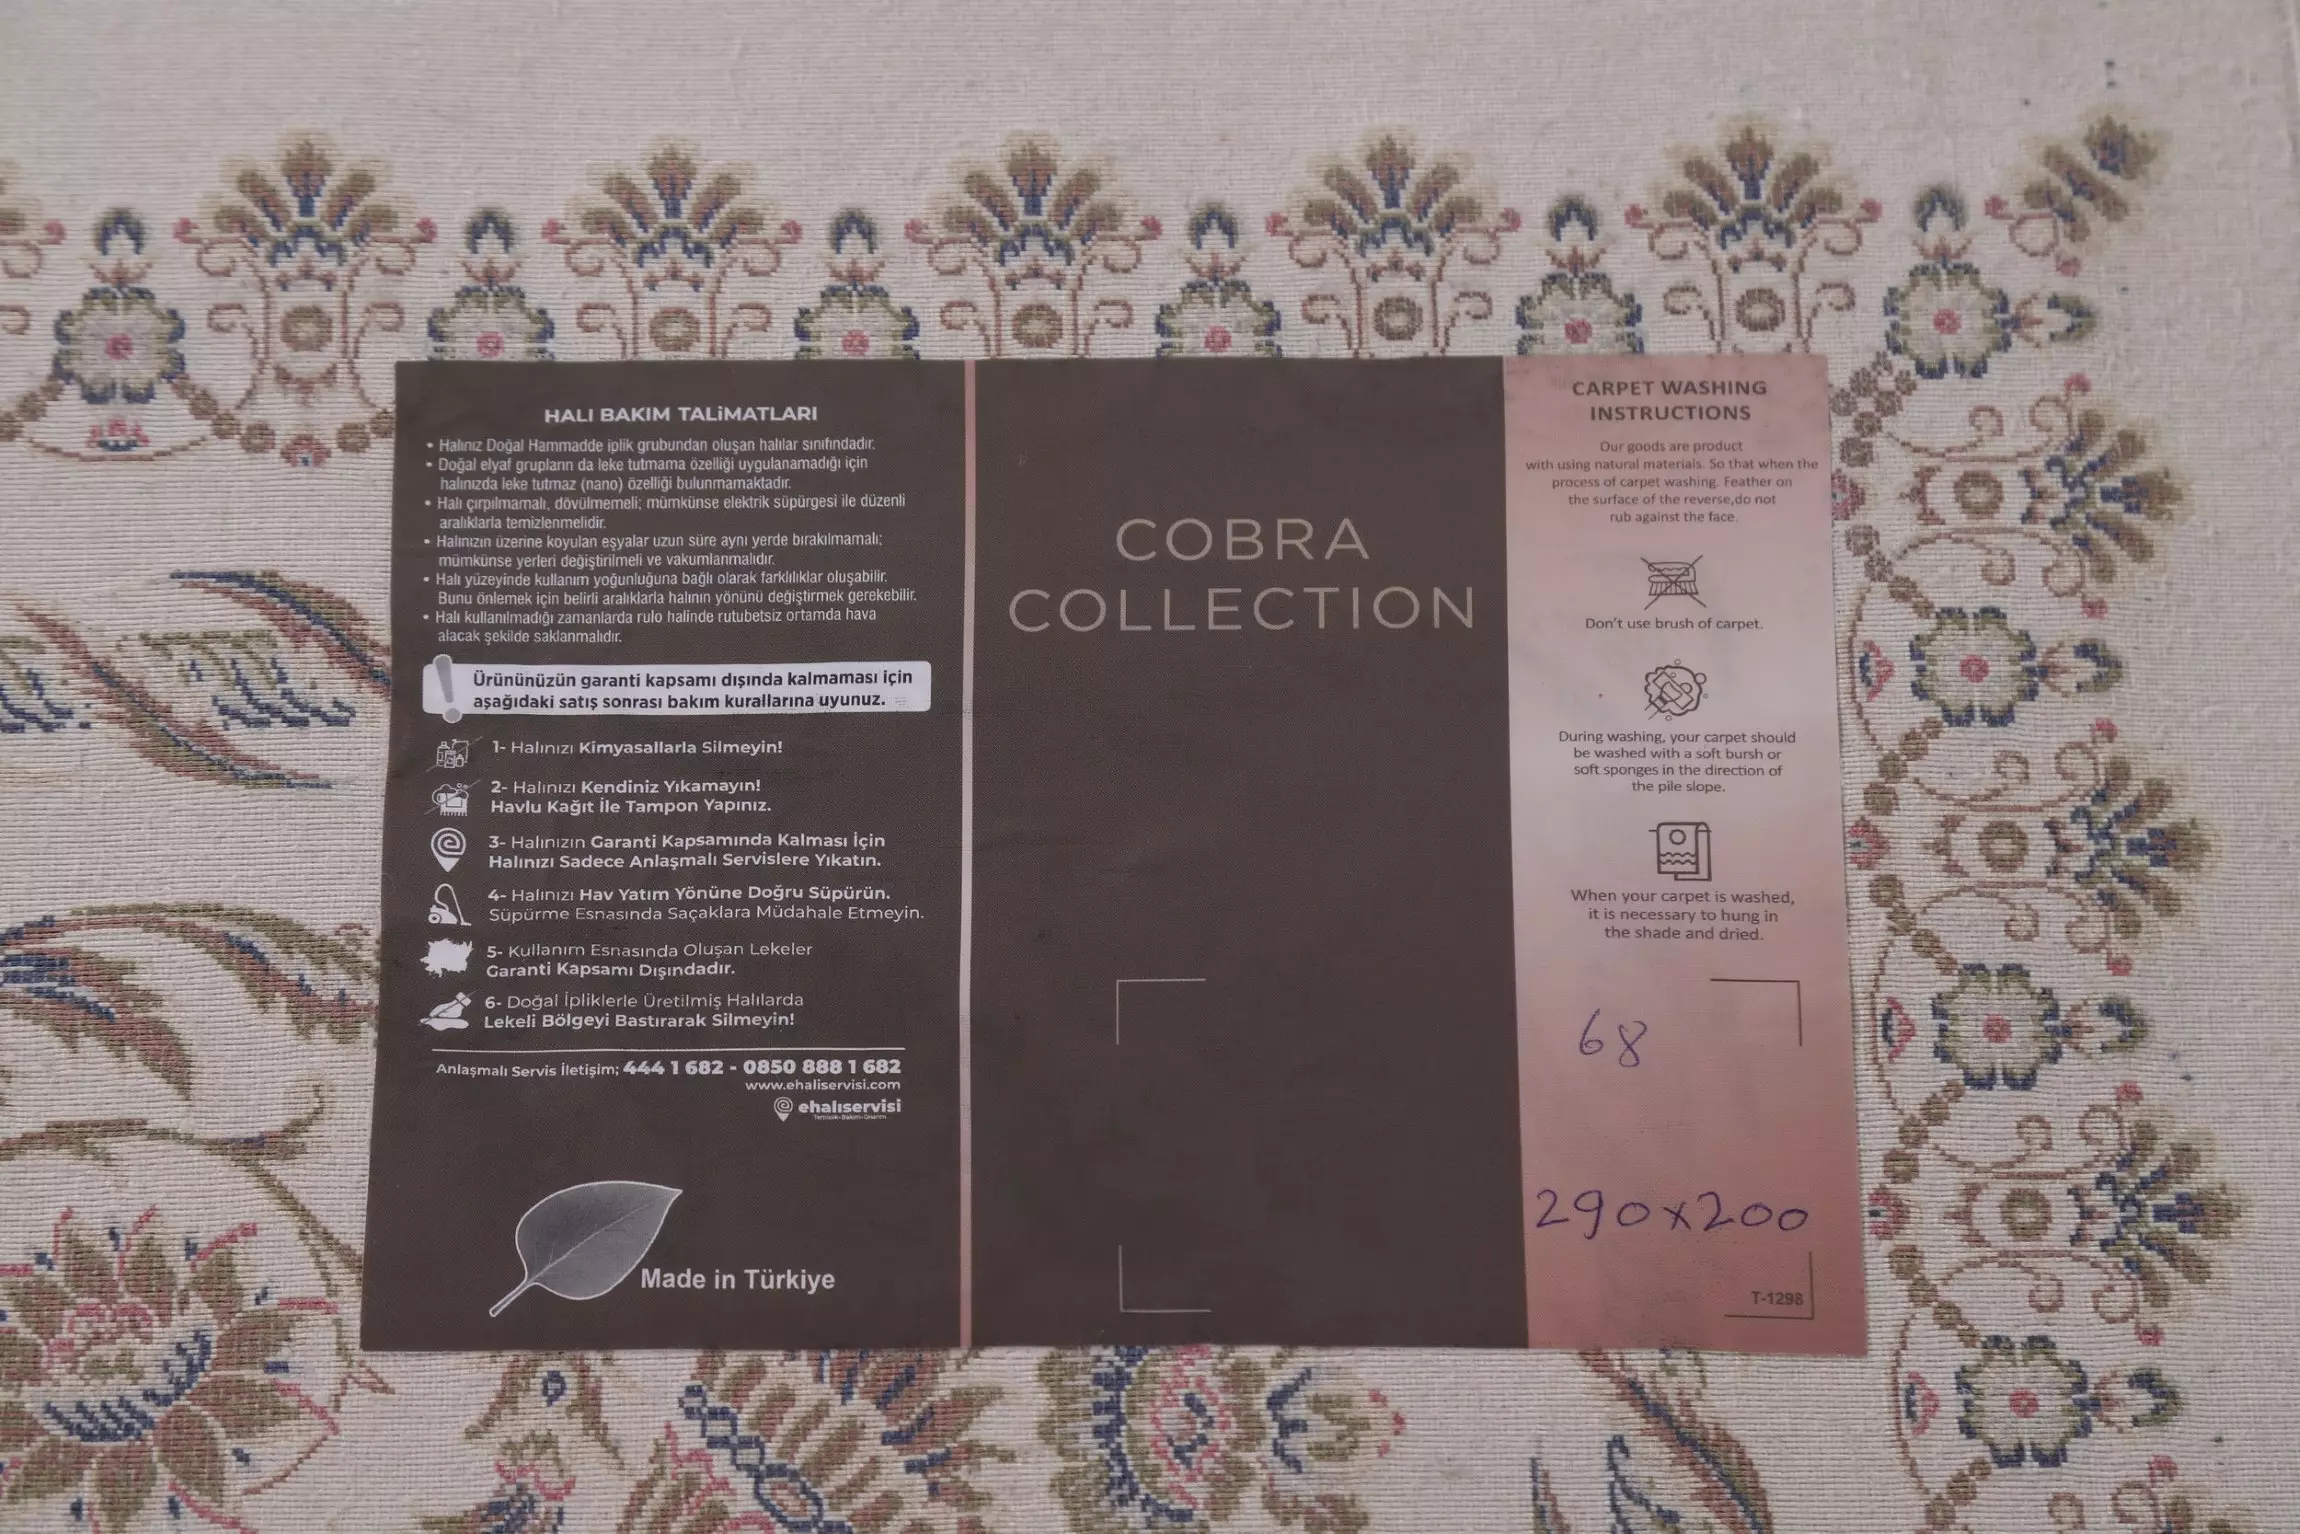 HALI BAKIM TALİMATLARI
• Halınız Doğal Hammadde iplik grubundan oluşan halılar sınıfındadır.
• Doğal elyaf grupların da leke tutmama özelliği uygulanamadığı için
halınızda leke tutmaz (nano) özelliği bulunmamaktadır.
• Halı çırpılmamalı, dövülmemeli; mümkünse elektrik süpürgesi ile düzenli
aralıklarla temizlenmelidir.
• Halınızın üzerine koyulan eşyalar uzun süre aynı yerde bırakılmamalı;
mümkünse yerleri değiştirilmeli ve vakumlanmalıdır.
• Halı yüzeyinde kullanım yoğunluğuna bağlı olarak farklılıklar oluşabilir.
Bunu önlemek için belirli aralıklarla halının yönünü değiştirmek gerekebilir.
• Halı kullanılmadığı zamanlarda rulo halinde rutubetsiz ortamda hava
alacak şekilde saklanmalıdır.
Ürününüzün garanti kapsamı dışında kalmaması için
aşağıdaki satış sonrası bakım kurallarına uyunuz.
1- Halınızı Kimyasallarla Silmeyin!
2- Halınızı Kendiniz Yıkamayın!
Havlu Kağıt İle Tampon Yapınız.
3- Halınızın Garanti Kapsamında Kalması İçin
Halınızı Sadece Anlaşmalı Servislere Yıkatın.
4- Halınızı Hav Yatım Yönüne Doğru Süpürün.
Süpürme Esnasında Saçaklara Müdahale Etmeyin.
5- Kullanım Esnasında Oluşan Lekeler
Garanti Kapsamı Dışındadır.
6- Doğal İpliklerle Üretilmiş Halılarda
Lekeli Bölgeyi Bastırarak Silmeyin!
Anlaşmalı Servis İletişim; 444 1 682 - 0850 888 1 682
www.ehaliservisi.com
ehalıservisi
Temizlik-Bakım-Onarım
Made in Türkiye
COBRA
COLLECTION
CARPET WASHING
INSTRUCTIONS
Our goods are product
with using natural materials. So that when the
process of carpet washing. Feather on
the surface of the reverse,do not
rub against the face.
Don't use brush of carpet.
During washing, your carpet should
be washed with a soft bursh or
soft sponges in the direction of
the pile slope.
When your carpet is washed,
it is necessary to hung in
the shade and dried.
68
290x200
T-1298